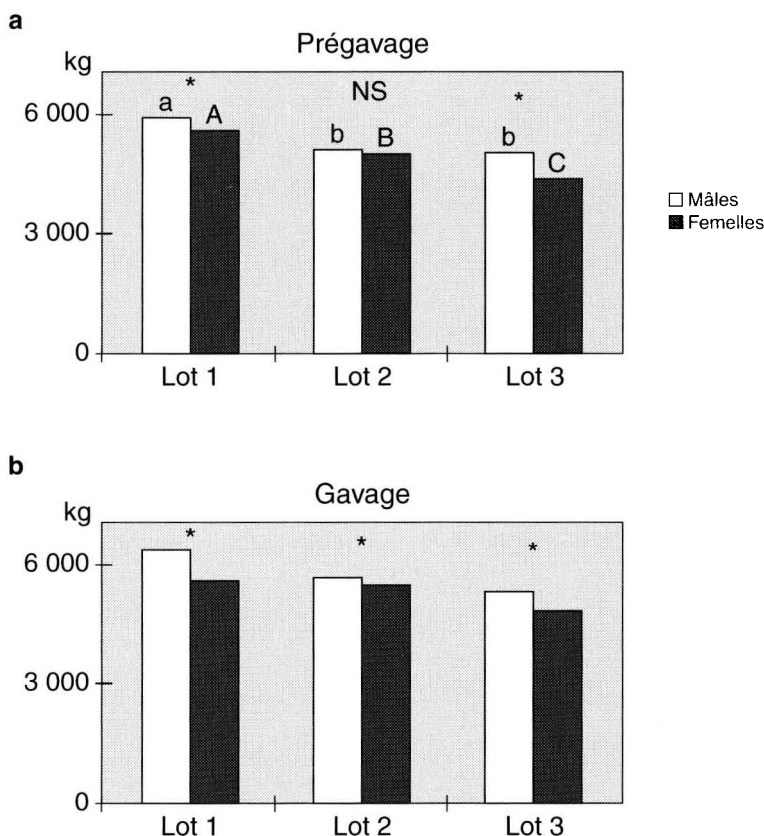 a
Prégavage
kg
*
NS
*
a
A
b
B
b
C
6 000
3 000
0
Lot 1
Lot 2
Lot 3
Mâles
Femelles
b
Gavage
kg
*
*
*
6 000
3 000
0
Lot 1
Lot 2
Lot 3